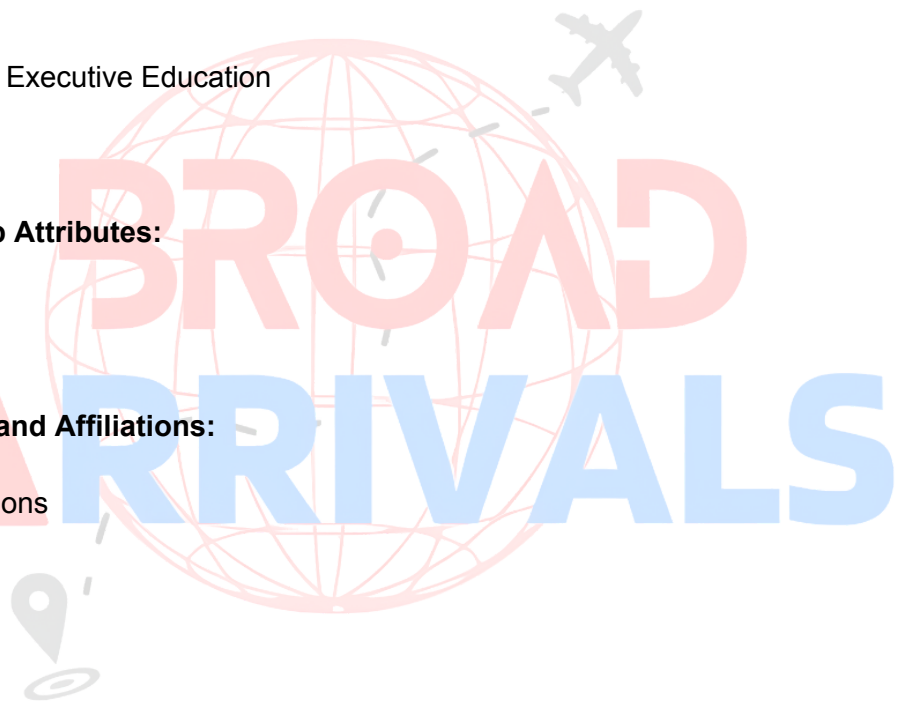 Executive Education
BROAD
Attributes:
ARRIVALS
and Affiliations:
ons